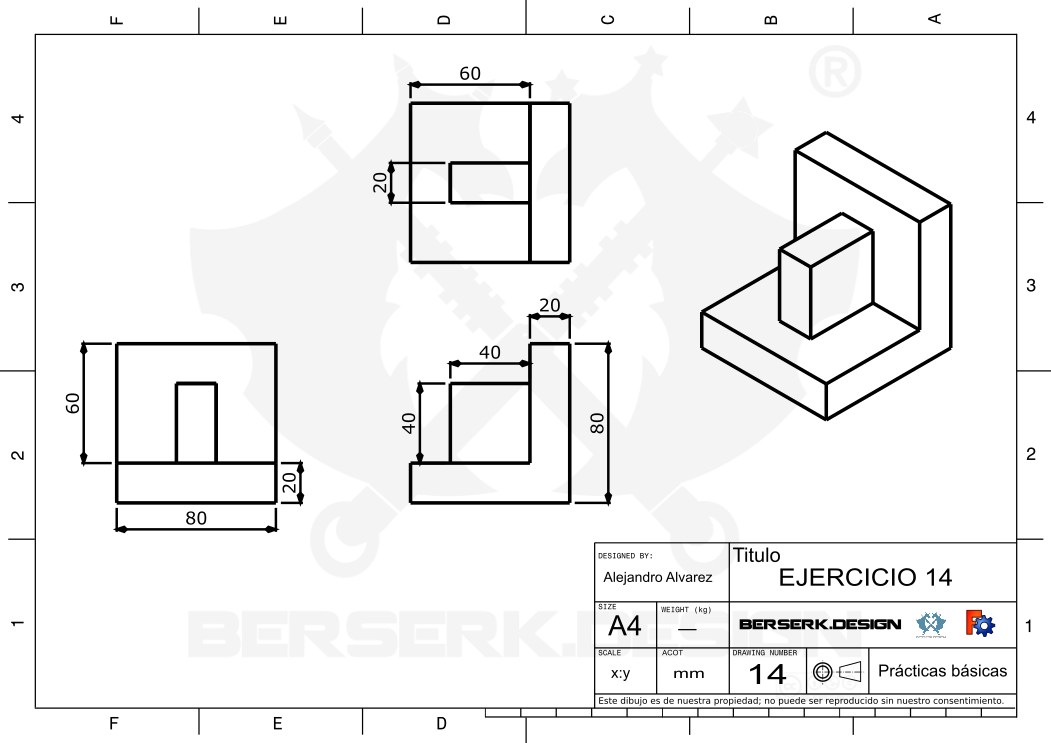 F E D C B A
4 4
3 3
2 2
1 1
60
20
20
40
40
80
60
20
80
DESIGNED BY:
Alejandro Alvarez
Titulo
EJERCICIO 14
SIZE
A4
WEIGHT (kg)
—
BERSERK.DESIGN
SCALE
x:y
ACOT
mm
DRAWING NUMBER
14
Prácticas básicas
Este dibujo es de nuestra propiedad; no puede ser reproducido sin nuestro consentimiento.
F E D
BERSERK.DESIGN
®